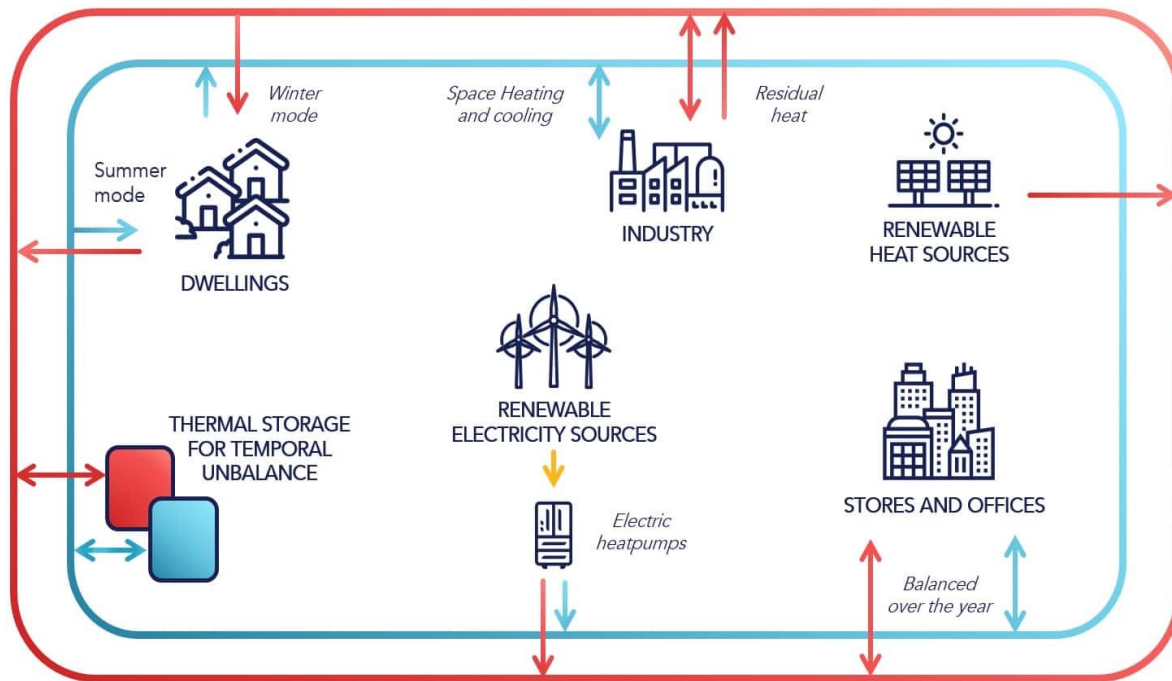 Winter
mode
Space Heating
and cooling
Residual
heat
Summer
mode
DWELLINGS
INDUSTRY
RENEWABLE
HEAT SOURCES
RENEWABLE
ELECTRICITY SOURCES
THERMAL STORAGE
FOR TEMPORAL
UNBALANCE
STORES AND OFFICES
Electric
heatpumps
Balanced
over the year